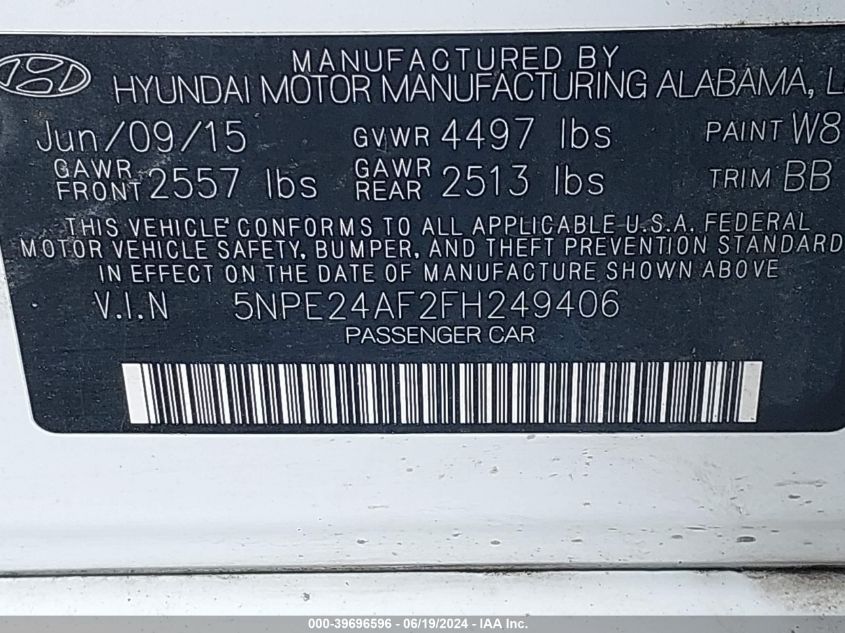 MANUFACTURED BY
HYUNDAI MOTOR MANUFACTURING ALABAMA, L
Jun/09/15 GVWR 4497 lbs PAINT W8
GAWR FRONT 2557 lbs GAWR REAR 2513 lbs TRIM BB
THIS VEHICLE CONFORMS TO ALL APPLICABLE U.S.A. FEDERAL
MOTOR VEHICLE SAFETY, BUMPER, AND THEFT PREVENTION STANDARD
IN EFFECT ON THE DATE OF MANUFACTURE SHOWN ABOVE
V.I.N 5NPE24AF2FH249406
PASSENGER CAR
000-39696596 - 06/19/2024 - IAA Inc.